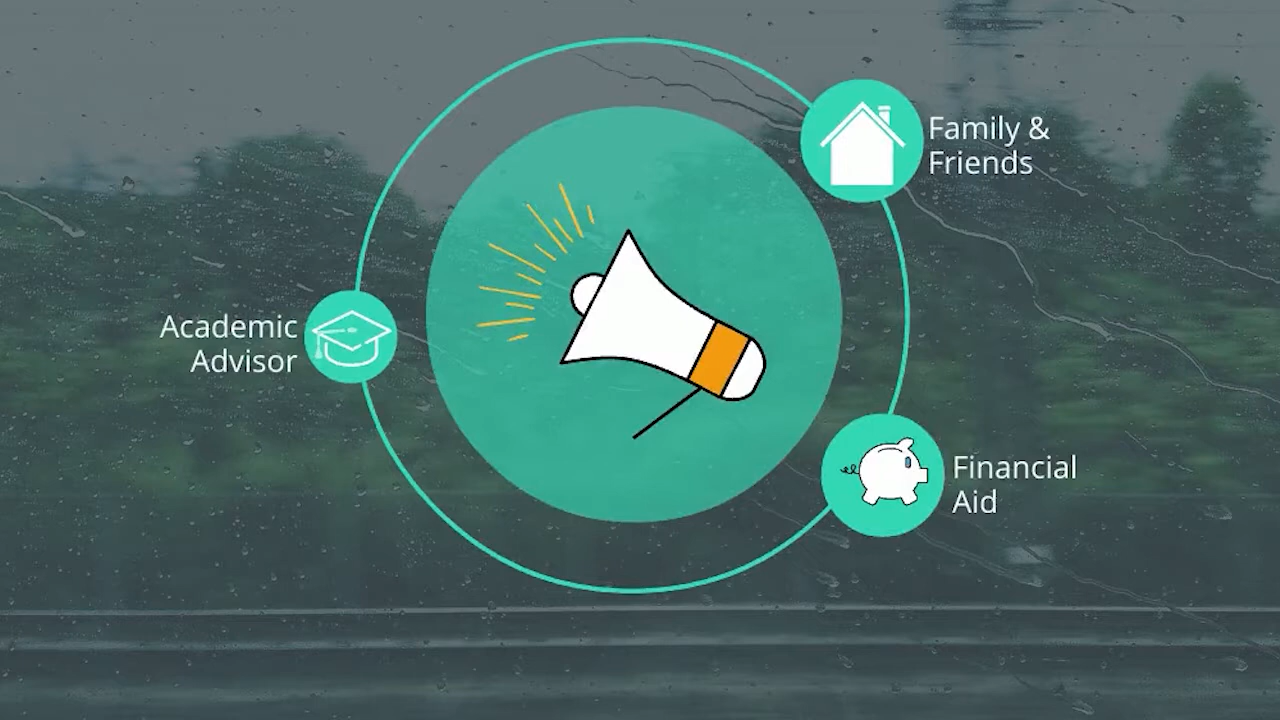 Family &
Friends
Academic
Advisor
Financial
Aid